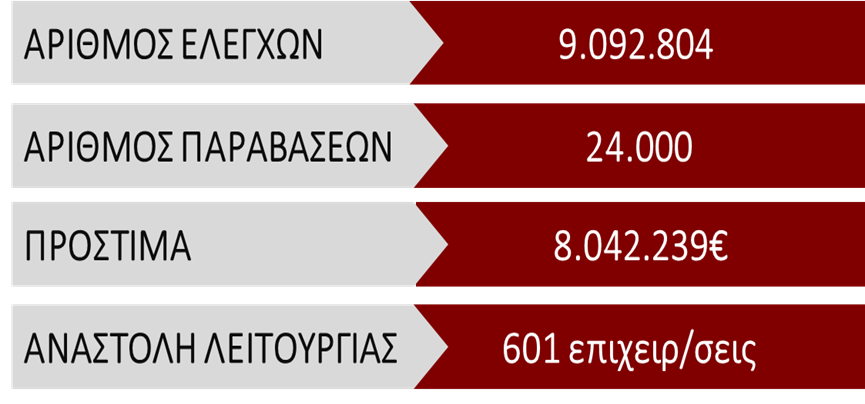 ΑΡΙΘΜΟΣ ΕΛΕΓΧΩΝ 9.092.804
ΑΡΙΘΜΟΣ ΠΑΡΑΒΑΣΕΩΝ 24.000
ΠΡΟΣΤΙΜΑ 8.042.239€
ΑΝΑΣΤΟΛΗ ΛΕΙΤΟΥΡΓΙΑΣ 601 επιχειρ/σεις